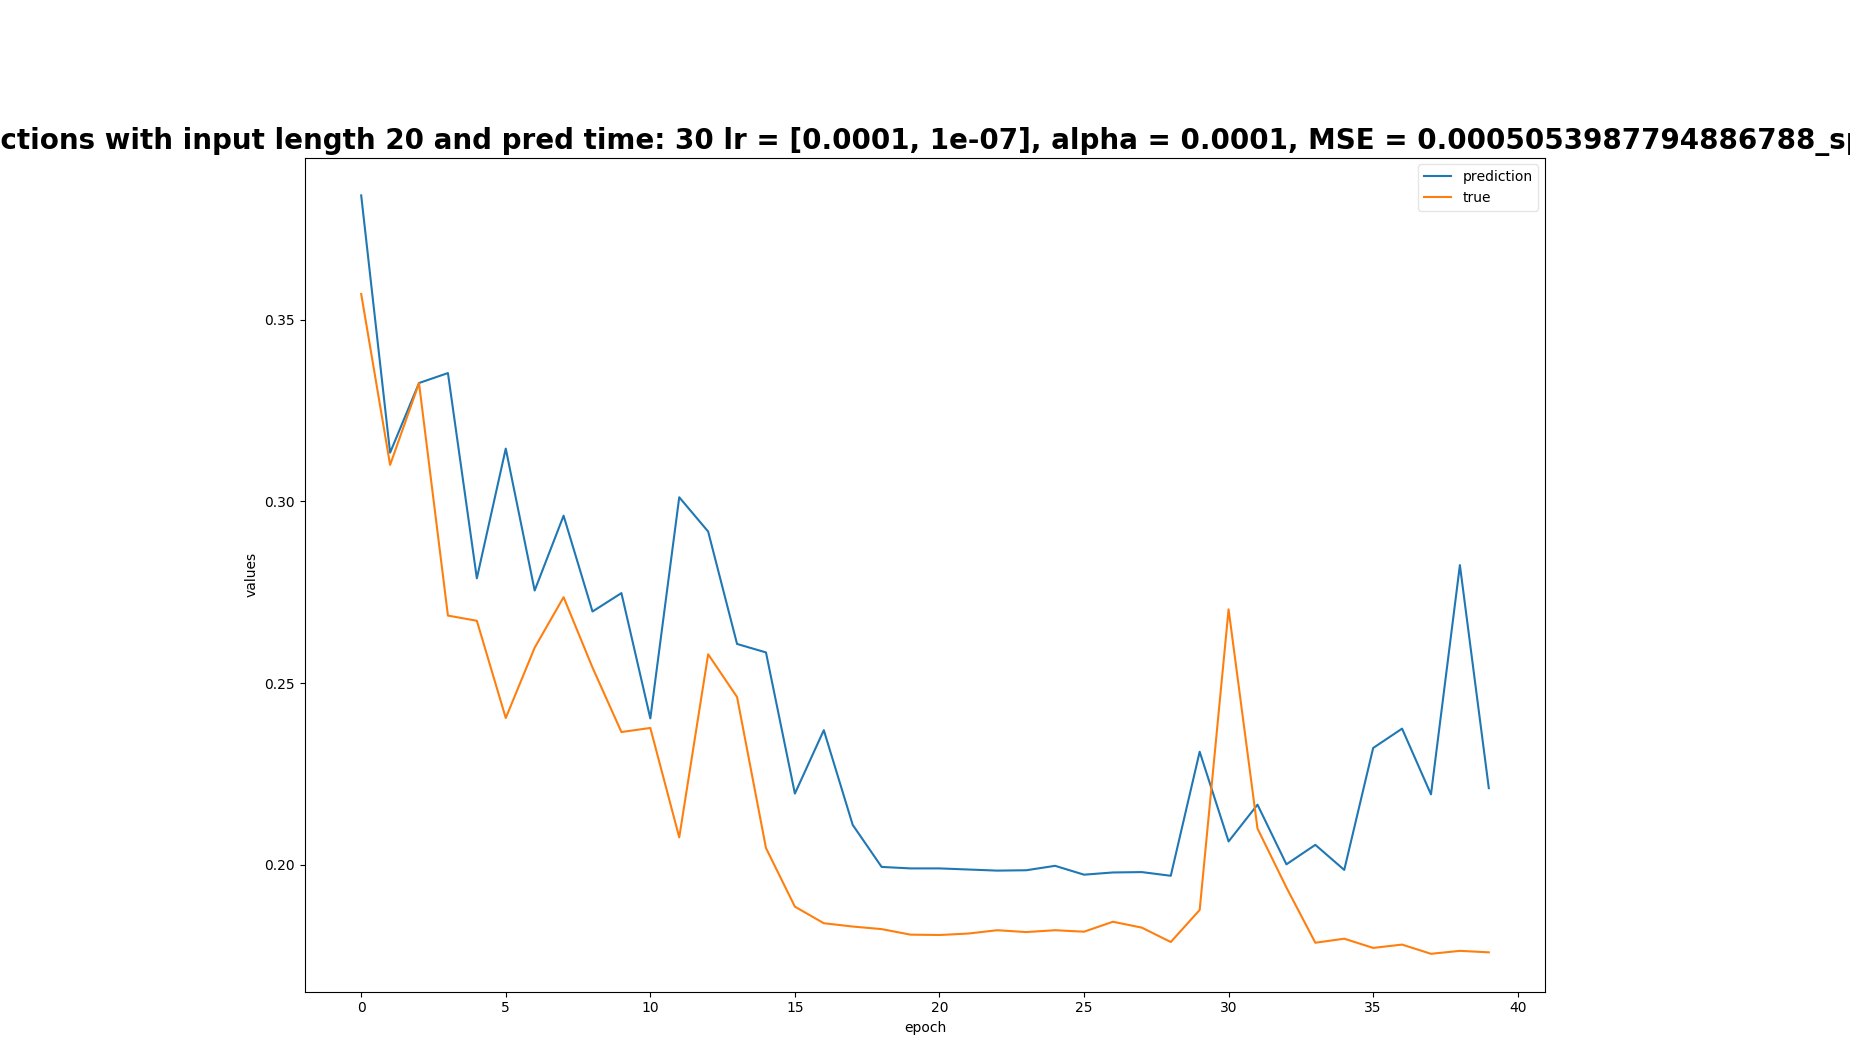 ctions with input length 20 and pred time: 30 lr = [0.0001, 1e-07], alpha = 0.0001, MSE = 0.0005053987794886788_sp
prediction
true
0.35
0.30
0.25
0.20
values
0 5 10 15 20 25 30 35 40
epoch